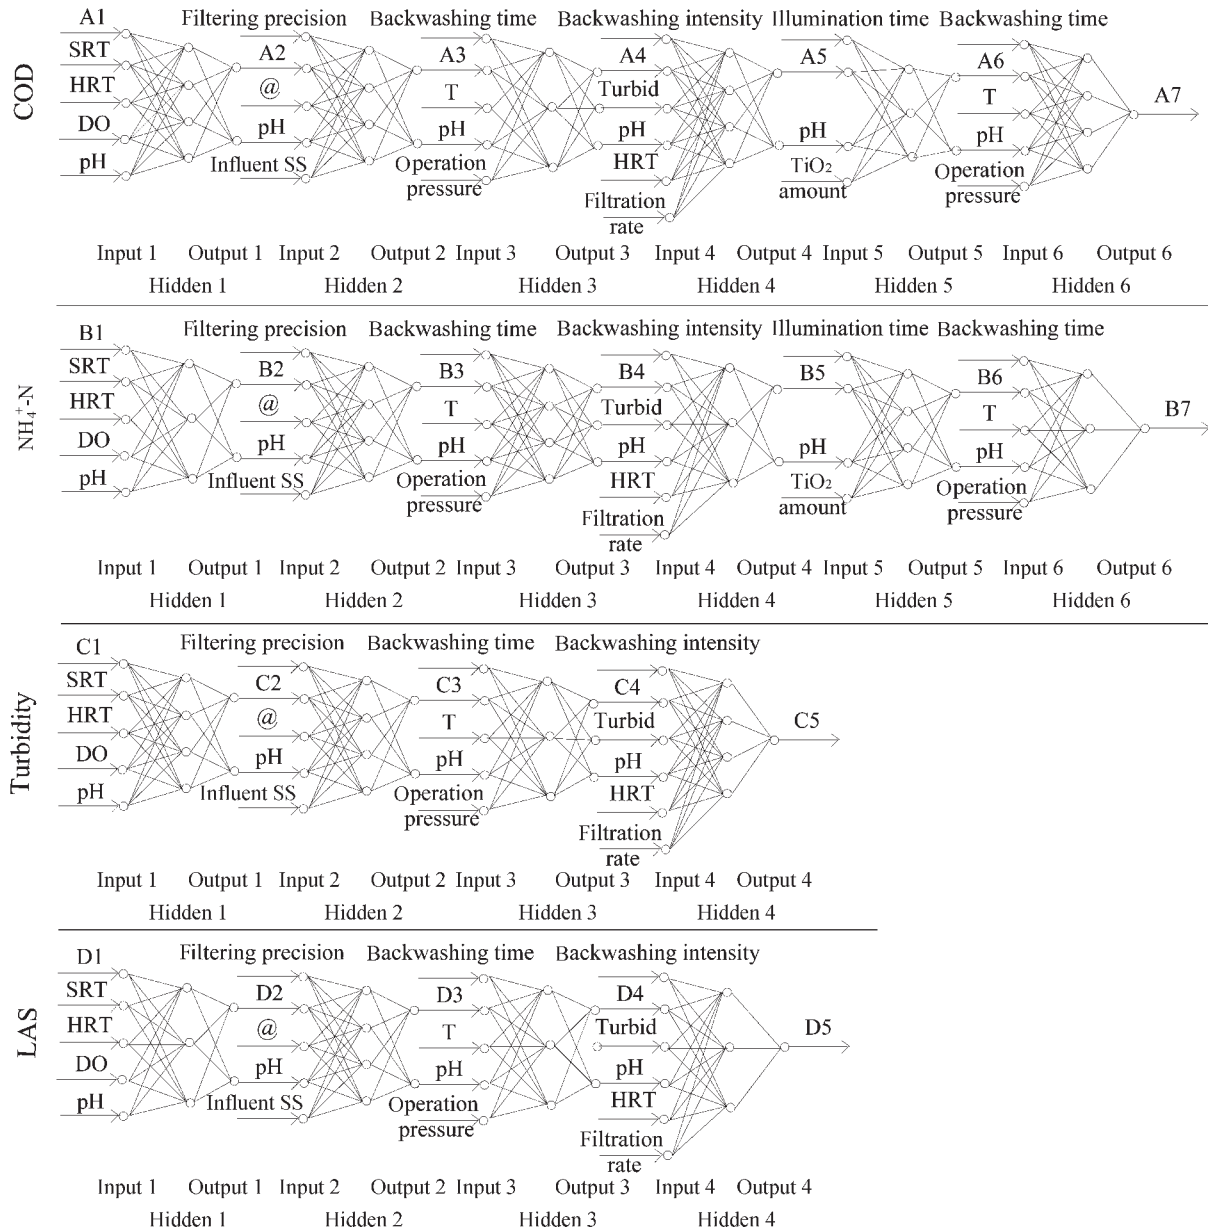 COD
A1
SRT
HRT
DO
pH
Filtering precision
A2
@
pH
Influent SS
Backwashing time
A3
T
pH
Operation
pressure
Backwashing intensity
A4
Turbid
pH
HRT
Filtration
rate
Illumination time
A5
pH
TiO₂
amount
Backwashing time
A6
T
pH
Operation
pressure
A7
Input 1 Output 1 Input 2 Output 2 Input 3 Output 3 Input 4 Output 4 Input 5 Output 5 Input 6 Output 6
Hidden 1 Hidden 2 Hidden 3 Hidden 4 Hidden 5 Hidden 6
NH₄⁺-N
B1
SRT
HRT
DO
pH
Filtering precision
B2
@
pH
Influent SS
Backwashing time
B3
T
pH
Operation
pressure
Backwashing intensity
B4
Turbid
pH
HRT
Filtration
rate
Illumination time
B5
pH
TiO₂
amount
Backwashing time
B6
T
pH
Operation
pressure
B7
Input 1 Output 1 Input 2 Output 2 Input 3 Output 3 Input 4 Output 4 Input 5 Output 5 Input 6 Output 6
Hidden 1 Hidden 2 Hidden 3 Hidden 4 Hidden 5 Hidden 6
Turbidity
C1
SRT
HRT
DO
pH
Filtering precision
C2
@
pH
Influent SS
Backwashing time
C3
T
pH
Operation
pressure
Backwashing intensity
C4
Turbid
pH
HRT
Filtration
rate
C5
Input 1 Output 1 Input 2 Output 2 Input 3 Output 3 Input 4 Output 4
Hidden 1 Hidden 2 Hidden 3 Hidden 4
LAS
D1
SRT
HRT
DO
pH
Filtering precision
D2
@
pH
Influent SS
Backwashing time
D3
T
pH
Operation
pressure
Backwashing intensity
D4
Turbid
pH
HRT
Filtration
rate
D5
Input 1 Output 1 Input 2 Output 2 Input 3 Output 3 Input 4 Output 4
Hidden 1 Hidden 2 Hidden 3 Hidden 4